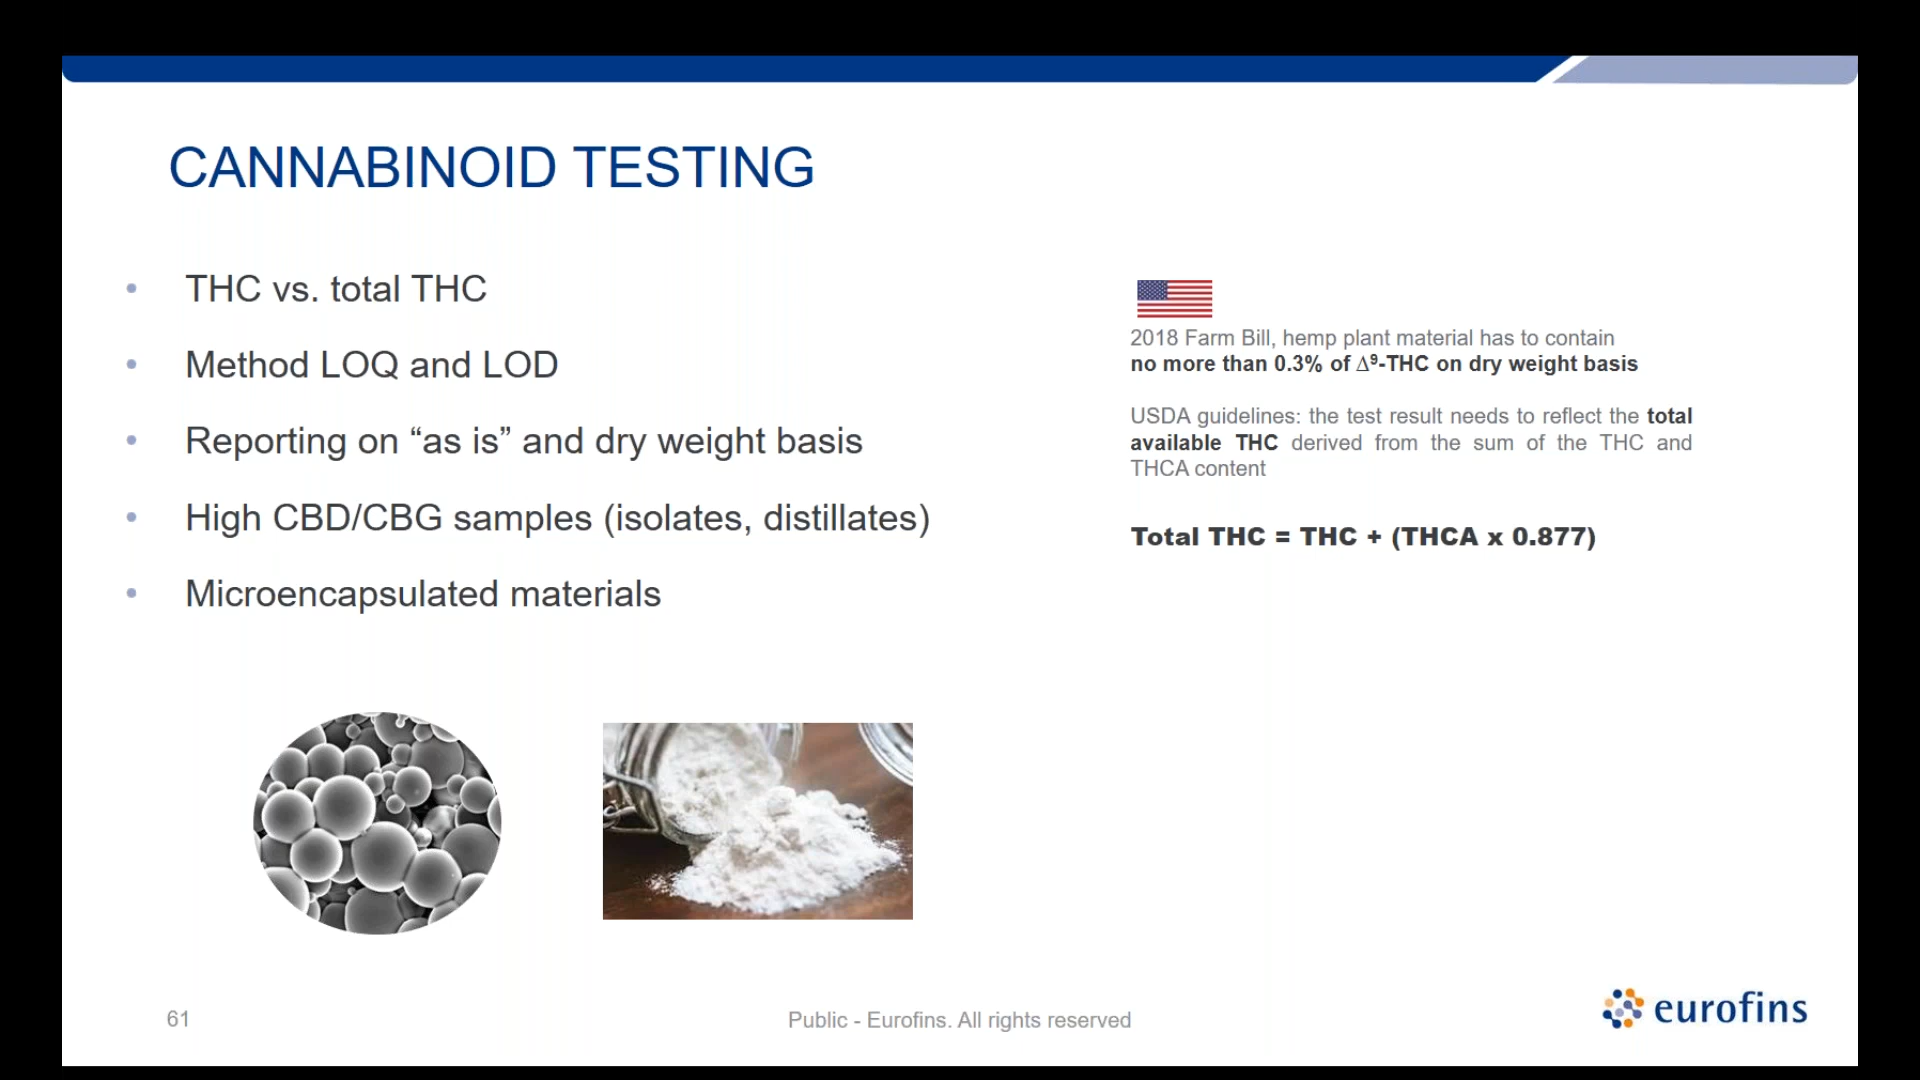 CANNABINOID TESTING
• THC vs. total THC
• Method LOQ and LOD
• Reporting on “as is” and dry weight basis
• High CBD/CBG samples (isolates, distillates)
• Microencapsulated materials
2018 Farm Bill, hemp plant material has to contain
no more than 0.3% of Δ⁹-THC on dry weight basis
USDA guidelines: the test result needs to reflect the total
available THC derived from the sum of the THC and
THCA content
Total THC = THC + (THCA x 0.877)
61
Public - Eurofins. All rights reserved
eurofins